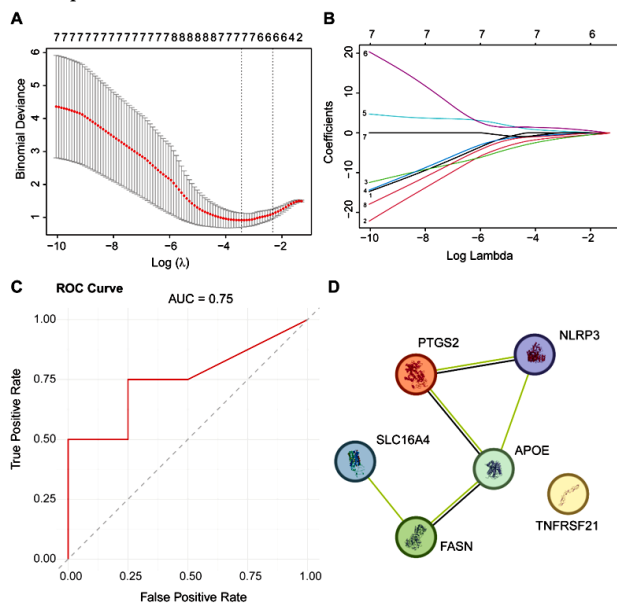 A
7777777777777777788888877777666642
Binomial Deviance
6
5
4
3
2
1
−10 −8 −6 −4 −2
Log (λ)
B
7 7 7 7 6
Coefficients
20
10
0
−10
−20
6
5
7
3
4
1
8
2
−10 −8 −6 −4 −2
Log Lambda
C ROC Curve
AUC = 0.75
True Positive Rate
1.00
0.75
0.50
0.25
0.00
0.00 0.25 0.50 0.75 1.00
False Positive Rate
D
PTGS2
NLRP3
SLC16A4
APOE
TNFRSF21
FASN